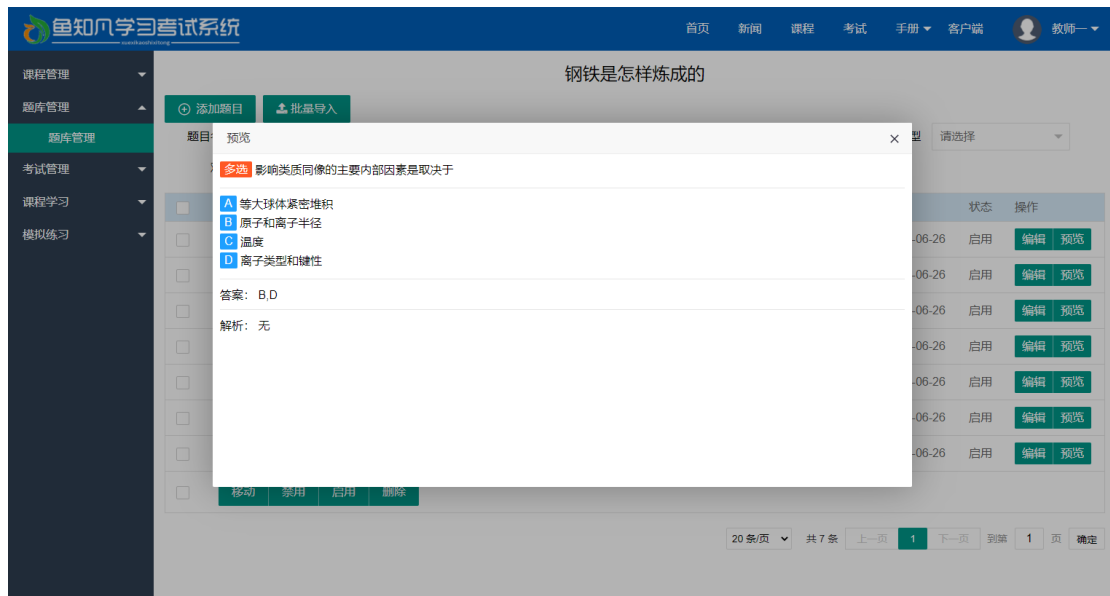 鱼知凡学习考试系统
首页 新闻 课程 考试 手册 客户端 教师一
课程管理
题库管理
题库管理
考试管理
课程学习
模拟练习
钢铁是怎样炼成的
添加题目 批量导入
题目 型 请选择
预览 ×
多选 影响类质同像的主要内部因素是取决于
A 等大球体紧密堆积
B 原子和离子半径
C 温度
D 离子类型和键性
答案： B,D
解析： 无
状态 操作
-06-26 启用 编辑 预览
-06-26 启用 编辑 预览
-06-26 启用 编辑 预览
-06-26 启用 编辑 预览
-06-26 启用 编辑 预览
-06-26 启用 编辑 预览
-06-26 启用 编辑 预览
移动 禁用 启用 删除
20 条/页 共 7 条 上一页 1 下一页 到第 1 页 确定